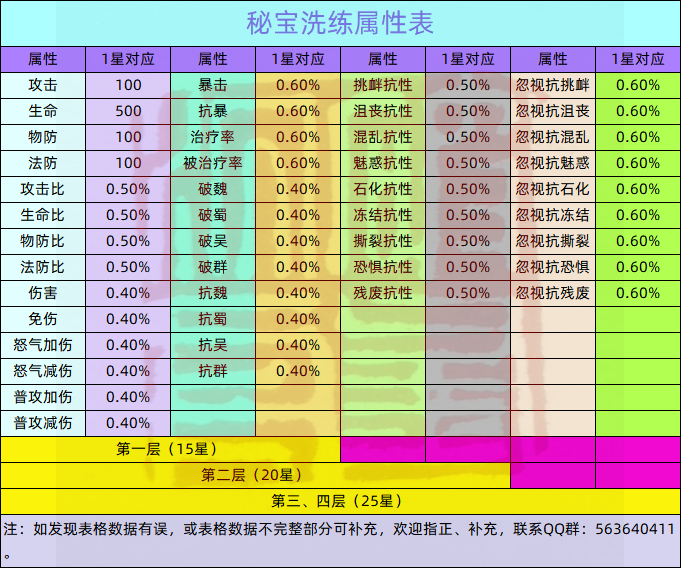 秘宝洗练属性表
属性 1星对应 属性 1星对应 属性 1星对应 属性 1星对应
攻击 100 暴击 0.60% 挑衅抗性 0.50% 忽视抗挑衅 0.60%
生命 500 抗暴 0.60% 沮丧抗性 0.50% 忽视抗沮丧 0.60%
物防 100 治疗率 0.60% 混乱抗性 0.50% 忽视抗混乱 0.60%
法防 100 被治疗率 0.60% 魅惑抗性 0.50% 忽视抗魅惑 0.60%
攻击比 0.50% 破魏 0.40% 石化抗性 0.50% 忽视抗石化 0.60%
生命比 0.50% 破蜀 0.40% 冻结抗性 0.50% 忽视抗冻结 0.60%
物防比 0.50% 破吴 0.40% 撕裂抗性 0.50% 忽视抗撕裂 0.60%
法防比 0.50% 破群 0.40% 恐惧抗性 0.50% 忽视抗恐惧 0.60%
伤害 0.40% 抗魏 0.40% 残废抗性 0.50% 忽视抗残废 0.60%
免伤 0.40% 抗蜀 0.40%
怒气加伤 0.40% 抗吴 0.40%
怒气减伤 0.40% 抗群 0.40%
普攻加伤 0.40%
普攻减伤 0.40%
第一层（15星）
第二层（20星）
第三、四层（25星）
注：如发现表格数据有误，或表格数据不完整部分可补充，欢迎指正、补充，联系QQ群：563640411
。